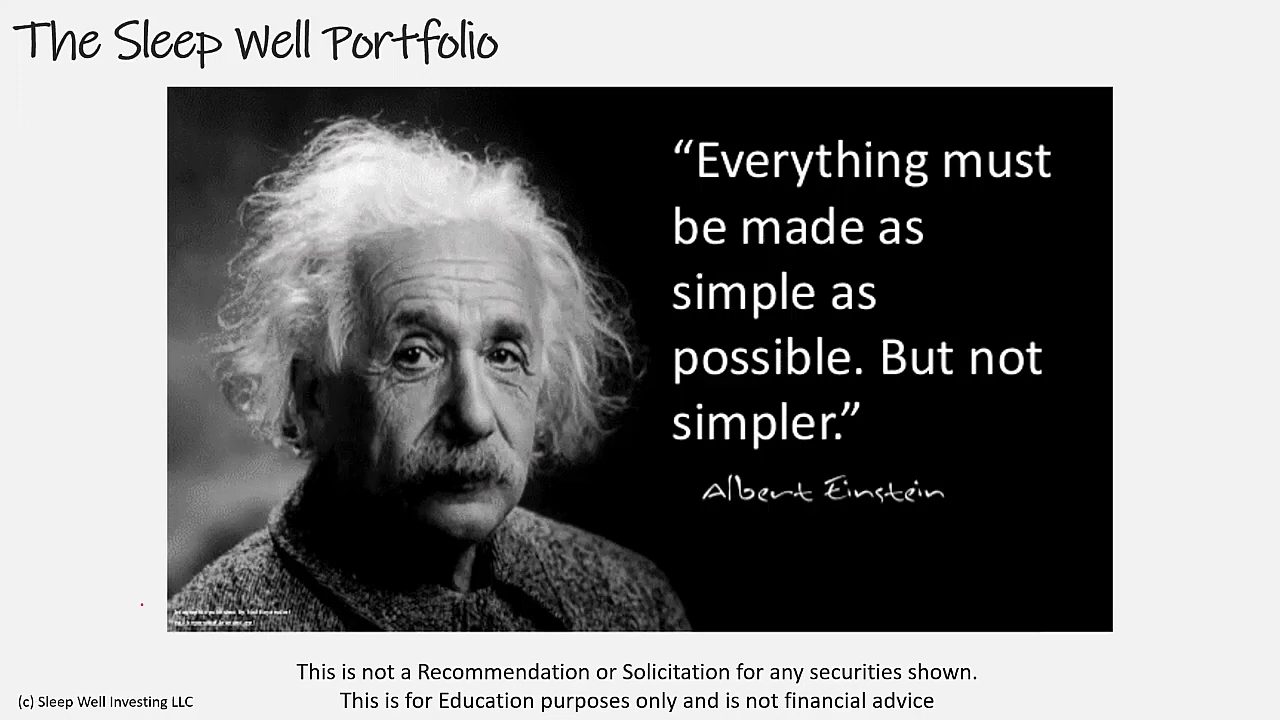 The Sleep Well Portfolio
“Everything must
be made as
simple as
possible. But not
simpler.”
Albert Einstein
This is not a Recommendation or Solicitation for any securities shown.
This is for Education purposes only and is not financial advice
(c) Sleep Well Investing LLC